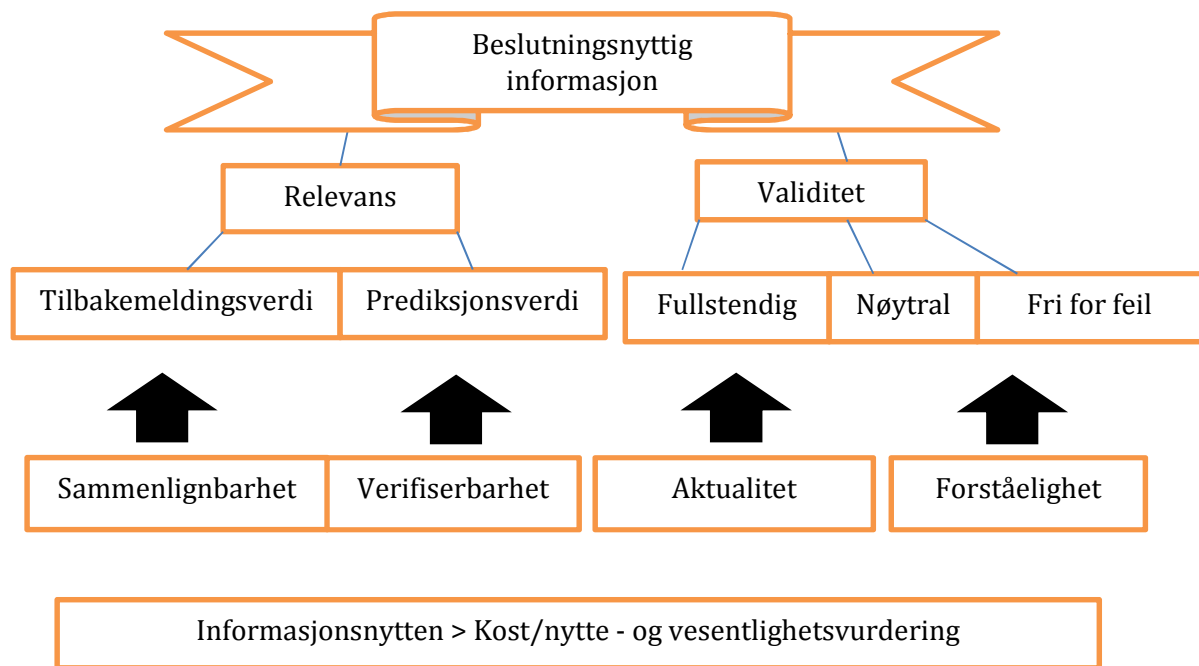 Beslutningsnyttig
informasjon
Relevans
Validitet
Tilbakemeldingsverdi
Prediksjonsverdi
Fullstendig
Nøytral
Fri for feil
Sammenlignbarhet
Verifiserbarhet
Aktualitet
Forståelighet
Informasjonsnytten > Kost/nytte - og vesentlighetsvurdering